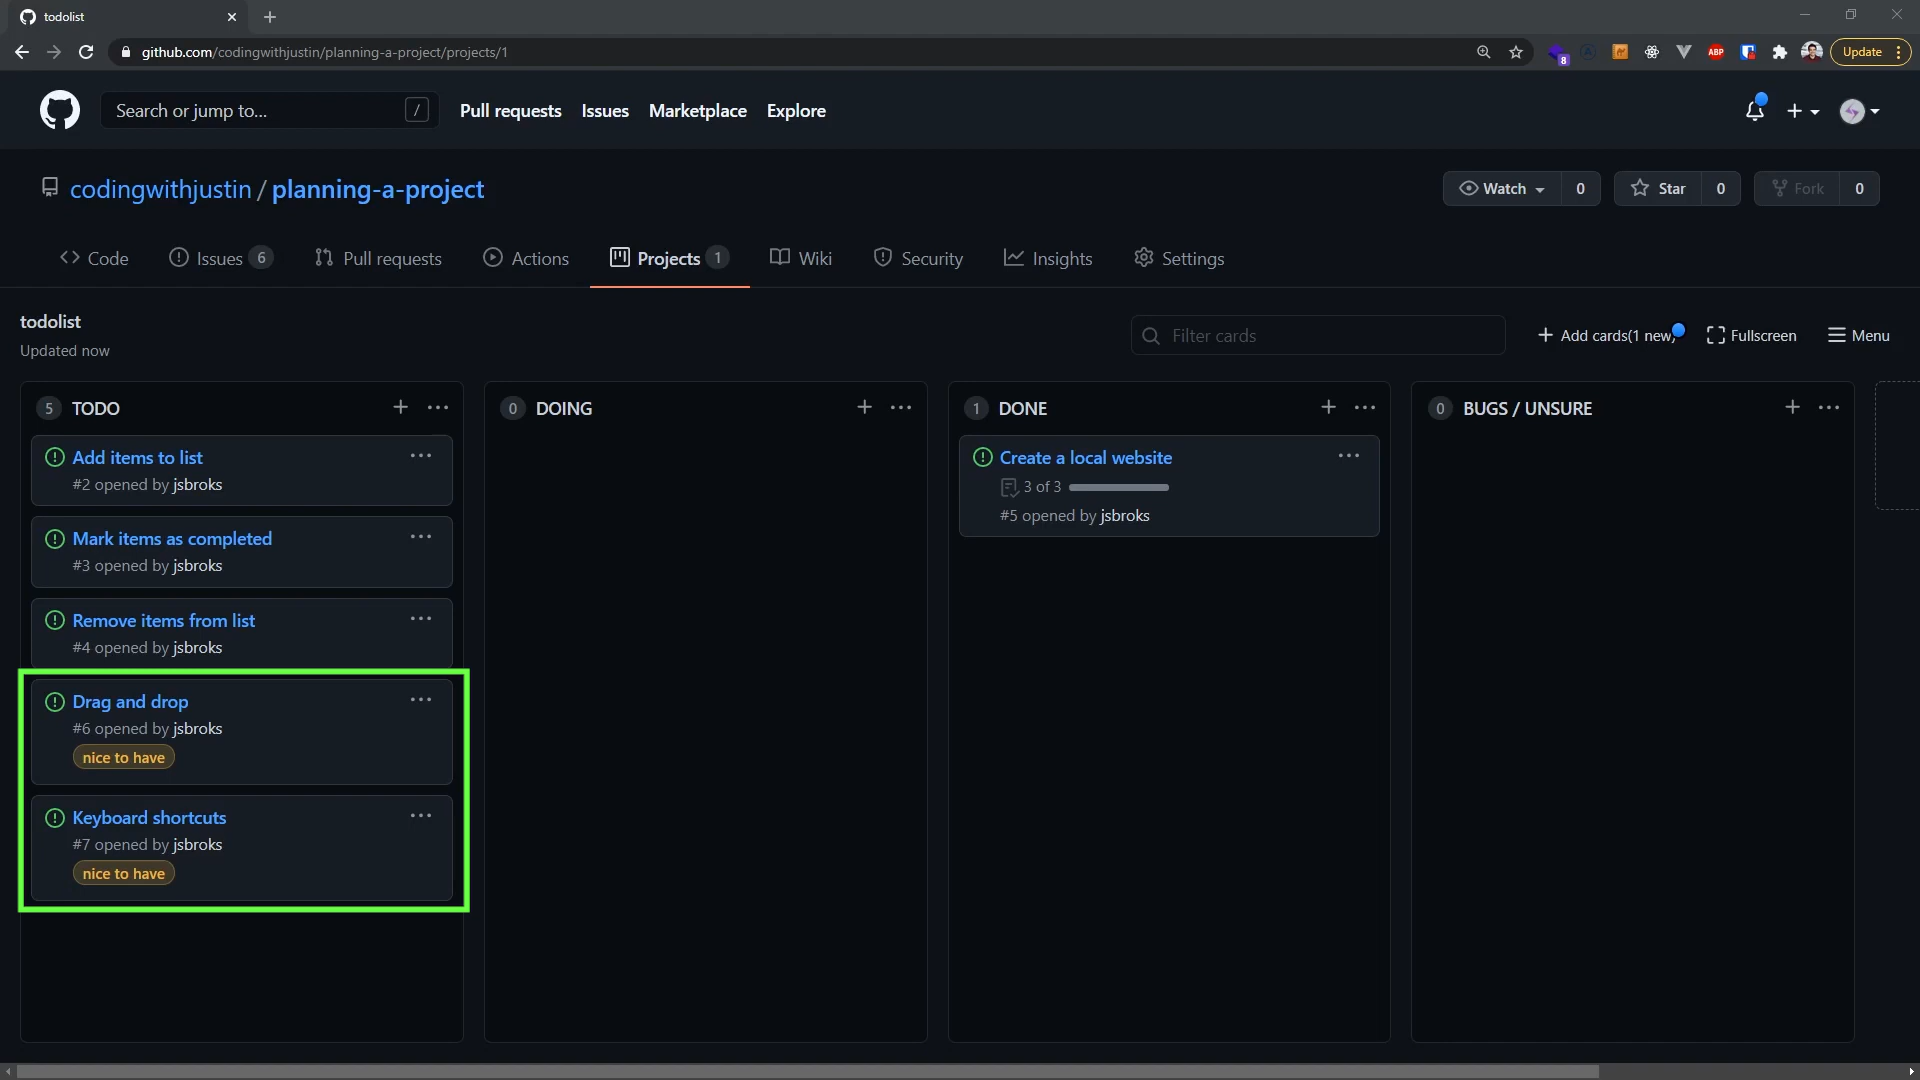 todolist
github.com/codingwithjustin/planning-a-project/projects/1
8
ABP
Update
Search or jump to...
/
Pull requests
Issues
Marketplace
Explore
codingwithjustin / planning-a-project
Watch 0
Star 0
Fork 0
Code
Issues 6
Pull requests
Actions
Projects 1
Wiki
Security
Insights
Settings
todolist
Updated now
Filter cards
Add cards(1 new)
Fullscreen
Menu
5 TODO
Add items to list
#2 opened by jsbroks
Mark items as completed
#3 opened by jsbroks
Remove items from list
#4 opened by jsbroks
Drag and drop
#6 opened by jsbroks
nice to have
Keyboard shortcuts
#7 opened by jsbroks
nice to have
0 DOING
1 DONE
Create a local website
3 of 3
#5 opened by jsbroks
0 BUGS / UNSURE